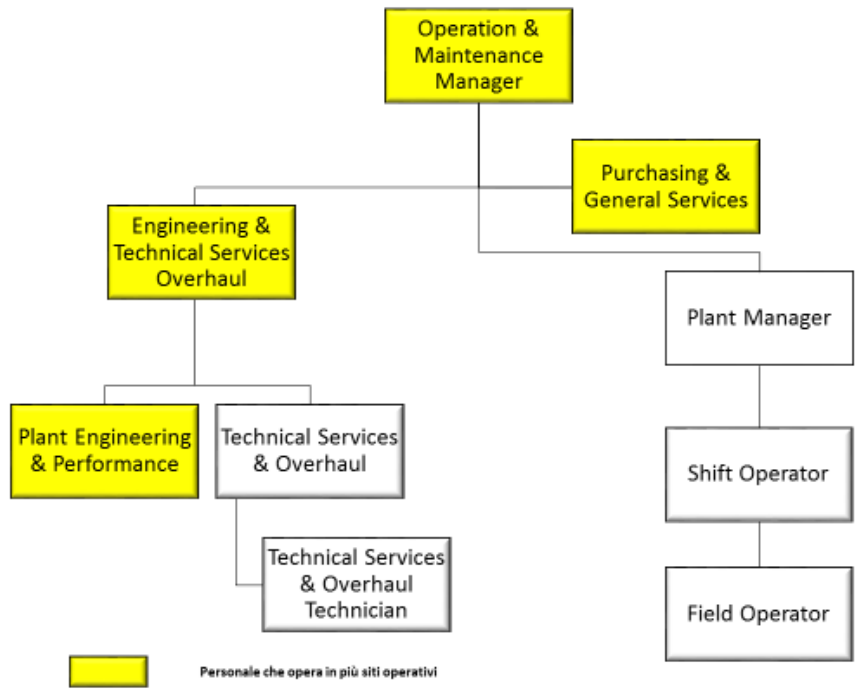 Operation &
Maintenance
Manager
Purchasing &
General Services
Engineering &
Technical Services
Overhaul
Plant Manager
Plant Engineering
& Performance
Technical Services
& Overhaul
Shift Operator
Technical Services
& Overhaul
Technician
Field Operator
Personale che opera in più siti operativi